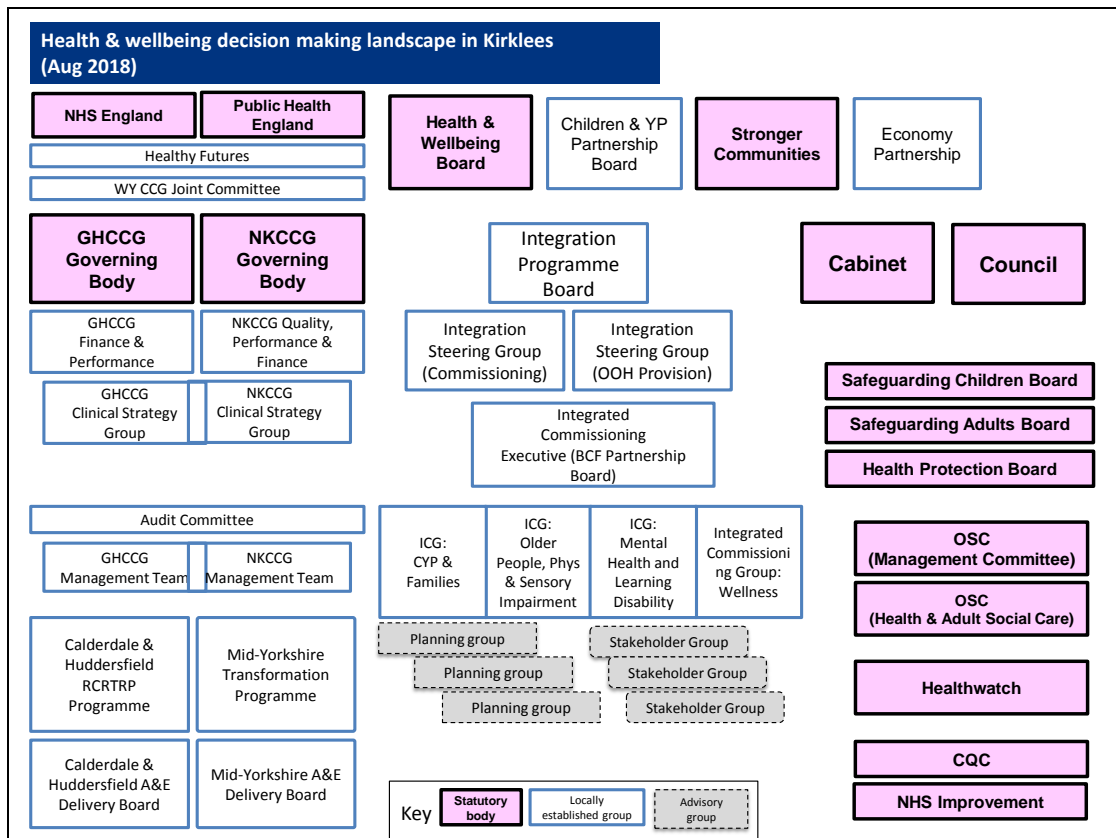 Health & wellbeing decision making landscape in Kirklees
(Aug 2018)
NHS England
Public Health
England
Healthy Futures
WY CCG Joint Committee
Health &
Wellbeing
Board
Children & YP
Partnership
Board
Stronger
Communities
Economy
Partnership
GHCCG
Governing
Body
NKCCG
Governing
Body
Integration
Programme
Board
Cabinet
Council
GHCCG
Finance &
Performance
NKCCG Quality,
Performance &
Finance
Integration
Steering Group
(Commissioning)
Integration
Steering Group
(OOH Provision)
GHCCG
Clinical Strategy
Group
NKCCG
Clinical Strategy
Group
Integrated
Commissioning
Executive (BCF Partnership
Board)
Safeguarding Children Board
Safeguarding Adults Board
Health Protection Board
Audit Committee
GHCCG
Management Team
NKCCG
Management Team
ICG:
CYP &
Families
ICG:
Older
People, Phys
& Sensory
Impairment
ICG:
Mental
Health and
Learning
Disability
Integrated
Commissioni
ng Group:
Wellness
OSC
(Management Committee)
OSC
(Health & Adult Social Care)
Planning group
Planning group
Planning group
Stakeholder Group
Stakeholder Group
Stakeholder Group
Calderdale &
Huddersfield
RCRTRP
Programme
Mid-Yorkshire
Transformation
Programme
Healthwatch
Calderdale &
Huddersfield A&E
Delivery Board
Mid-Yorkshire A&E
Delivery Board
CQC
NHS Improvement
Key
Statutory
body
Locally
established group
Advisory
group